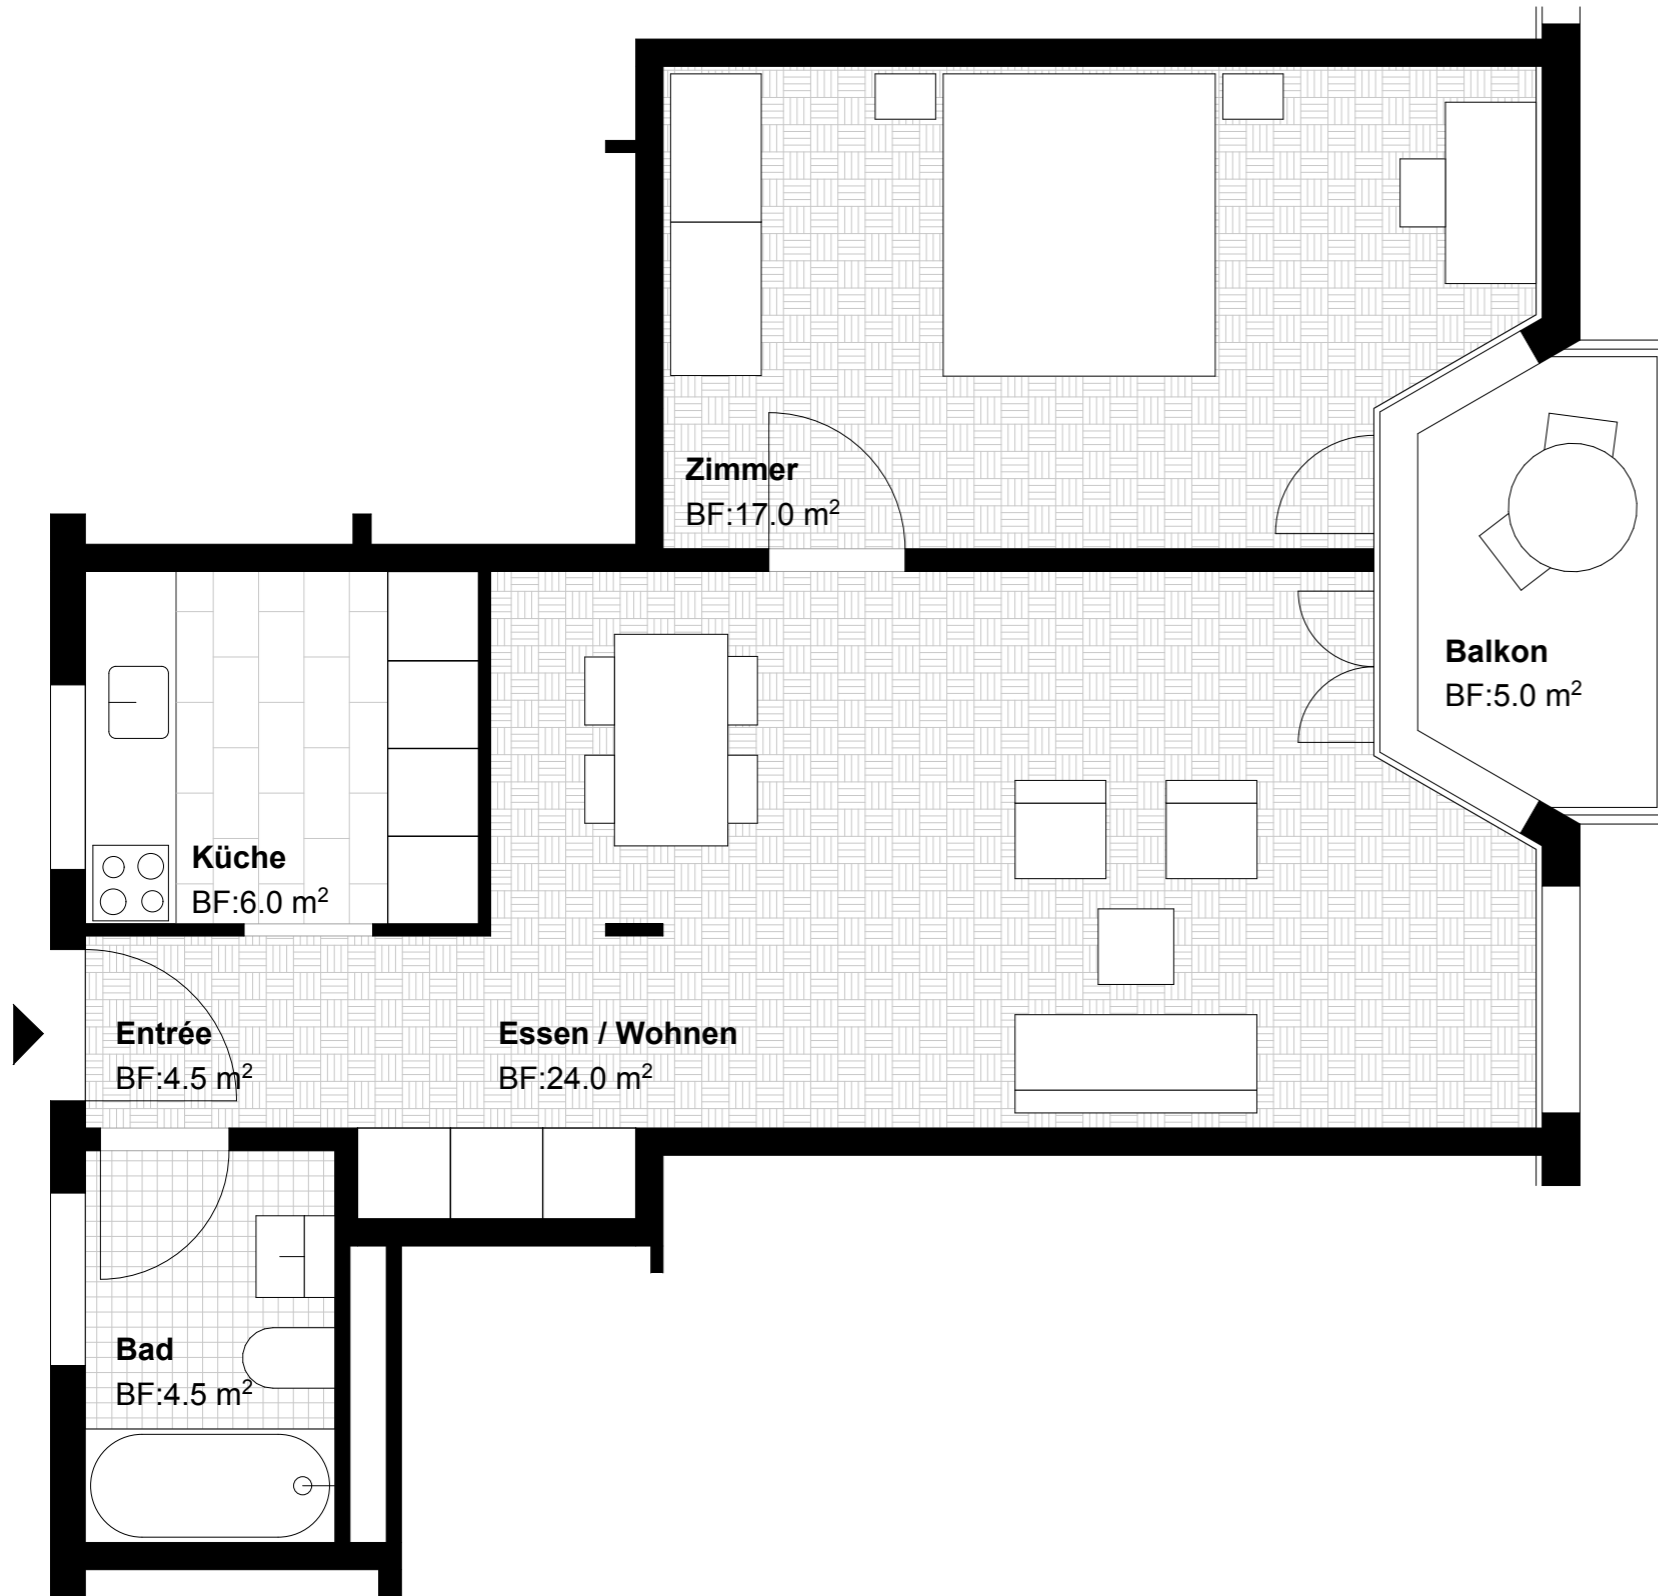 Zimmer
BF:17.0 m²
Balkon
BF:5.0 m²
Küche
BF:6.0 m²
Entrée
BF:4.5 m²
Essen / Wohnen
BF:24.0 m²
Bad
BF:4.5 m²